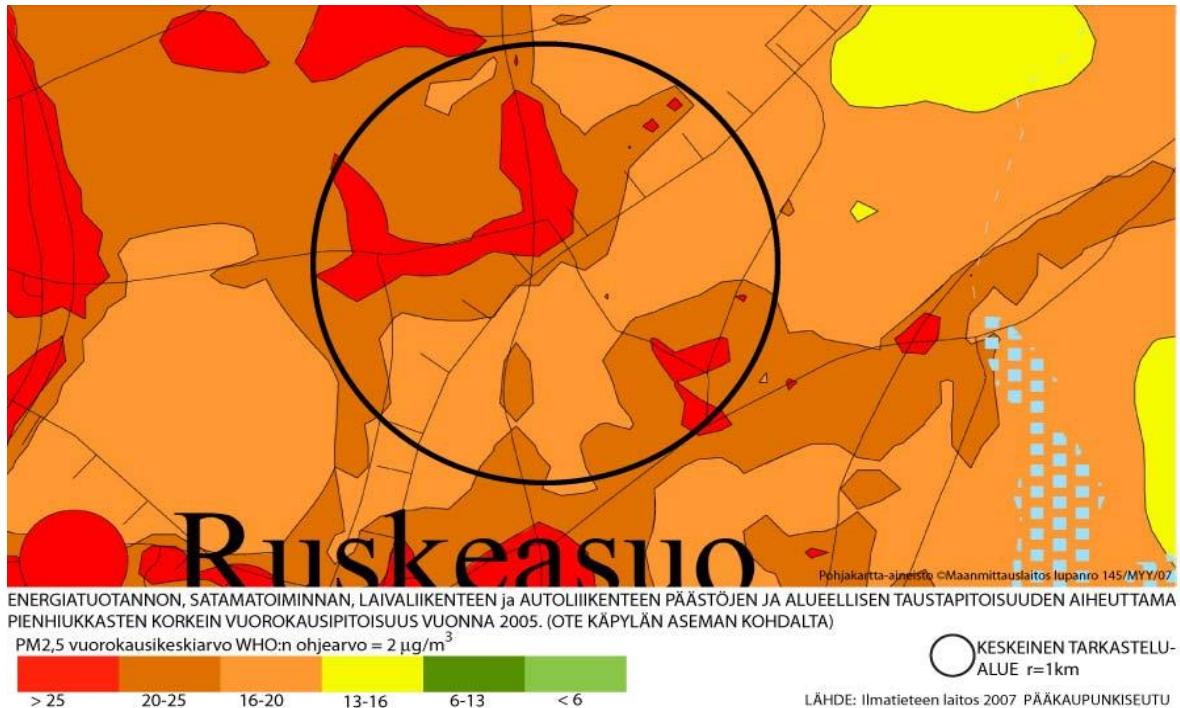 Ruskeasuo
Pohjakartta-aineisto ©Maanmittauslaitos lupanro 145/MYY/07
ENERGIATUOTANNON, SATAMATOIMINNAN, LAIVALIIKENTEEN ja AUTOLIIIKENTEEN PÄÄSTÖJEN JA ALUEELLISEN TAUSTAPITOISUUDEN AIHEUTTAMA
PIENHIUKKASTEN KORKEIN VUOROKAUSIPITOISUUS VUONNA 2005. (OTE KÄPYLÄN ASEMAN KOHDALTA)
PM2,5 vuorokausikeskiarvo WHO:n ohjearvo = 2 µg/m³
> 25 20-25 16-20 13-16 6-13 < 6
KESKEINEN TARKASTELU-
ALUE r=1km
LÄHDE: Ilmatieteen laitos 2007 PÄÄKAUPUNKISEUTU